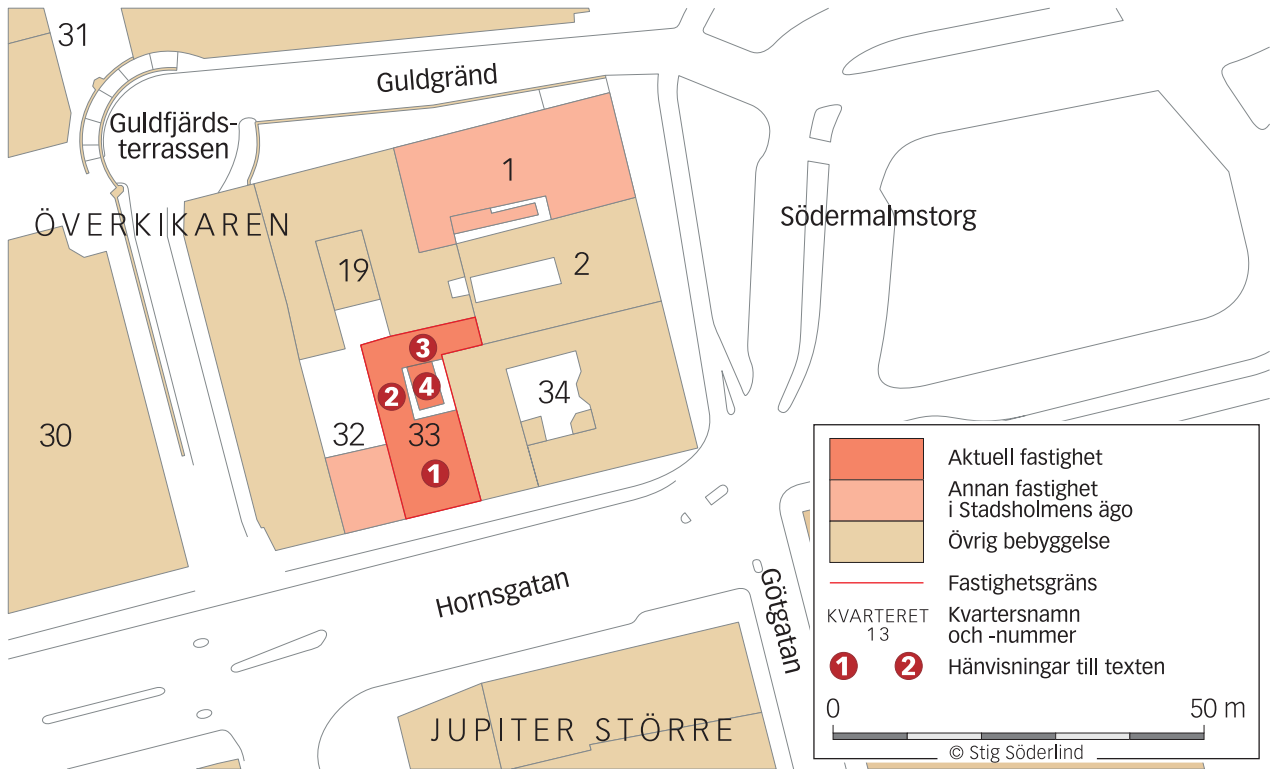 31
Guldgränd
Guldfjärds-
terrassen
1
ÖVERKIKAREN
Södermalmstorg
19
2
3
2
4
34
30
32
33
1
Hornsgatan
Götgatan
JUPITER STÖRRE
Aktuell fastighet
Annan fastighet
i Stadsholmens ägo
Övrig bebyggelse
Fastighetsgräns
KVARTERET
13
Kvartersnamn
och -nummer
1 2 Hänvisningar till texten
0 50 m
© Stig Söderlind